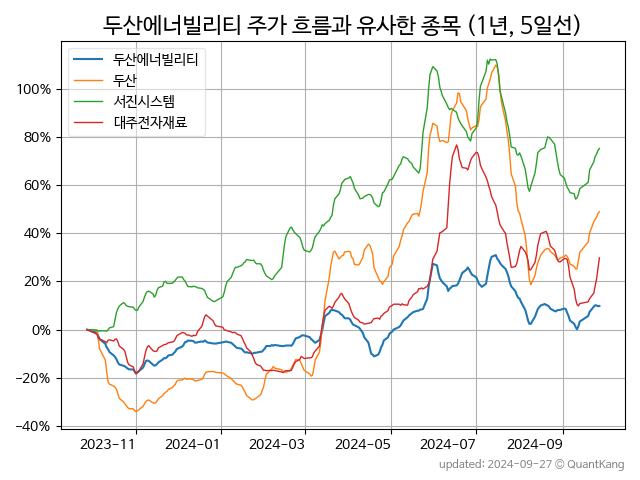 두산에너빌리티 주가 흐름과 유사한 종목 (1년, 5일선)
두산에너빌리티
두산
서진시스템
대주전자재료
100%
80%
60%
40%
20%
0%
−20%
−40%
2023-11 2024-01 2024-03 2024-05 2024-07 2024-09
updated: 2024-09-27 © QuantKang